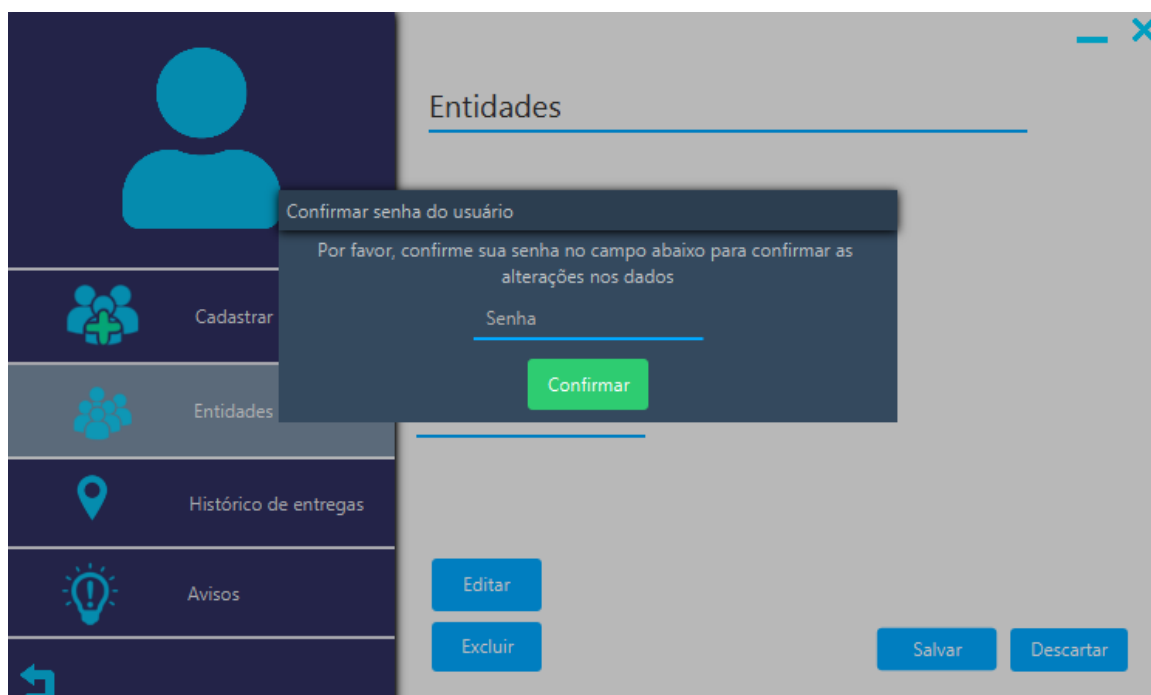 Entidades
Confirmar senha do usuário
Por favor, confirme sua senha no campo abaixo para confirmar as
alterações nos dados
Senha
Confirmar
Cadastrar
Entidades
Histórico de entregas
Avisos
Editar
Excluir
Salvar
Descartar